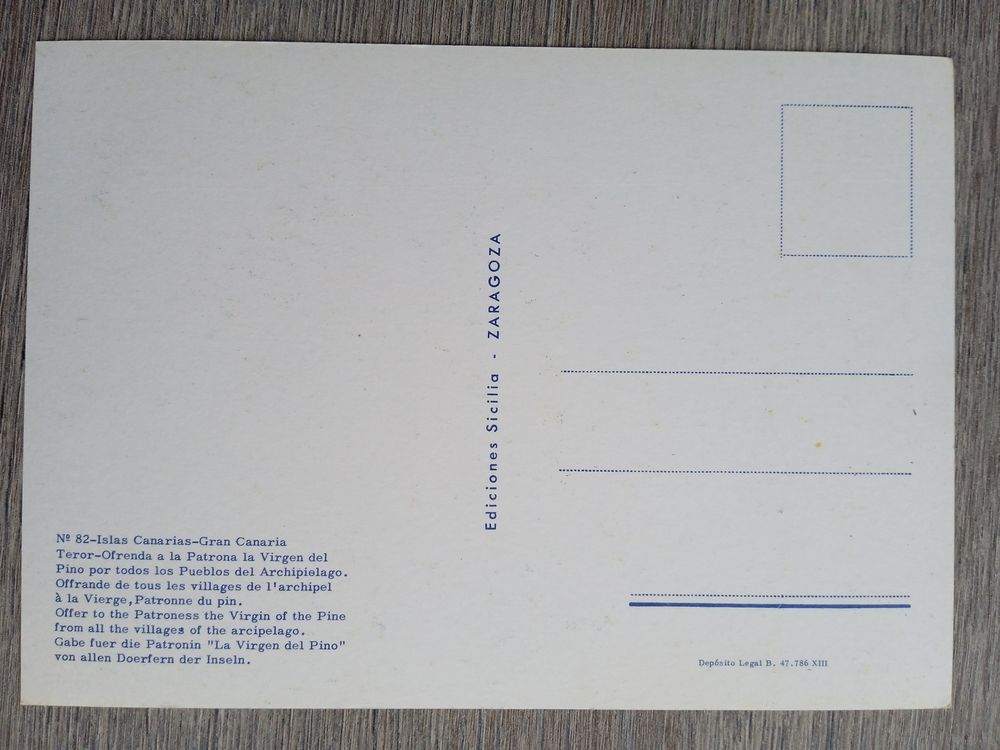 Nº 82-Islas Canarias-Gran Canaria
Teror-Ofrenda a la Patrona la Virgen del
Pino por todos los Pueblos del Archipielago.
Offrande de tous les villages de l'archipel
à la Vierge, Patronne du pin.
Offer to the Patroness the Virgin of the Pine
from all the villages of the arcipelago.
Gabe fuer die Patronin "La Virgen del Pino"
von allen Doerfern der Inseln.
Ediciones Sicilia - ZARAGOZA
Depósito Legal B. 47.786 XIII